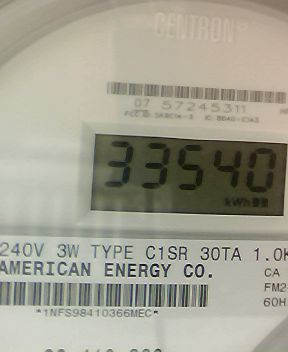 CENTRON®
07 57245311
33540
kWh
240V 3W TYPE C1SR 30TA 1.0K
AMERICAN ENERGY CO.
CA
FM2
60H
*1NFS98410366MEC*